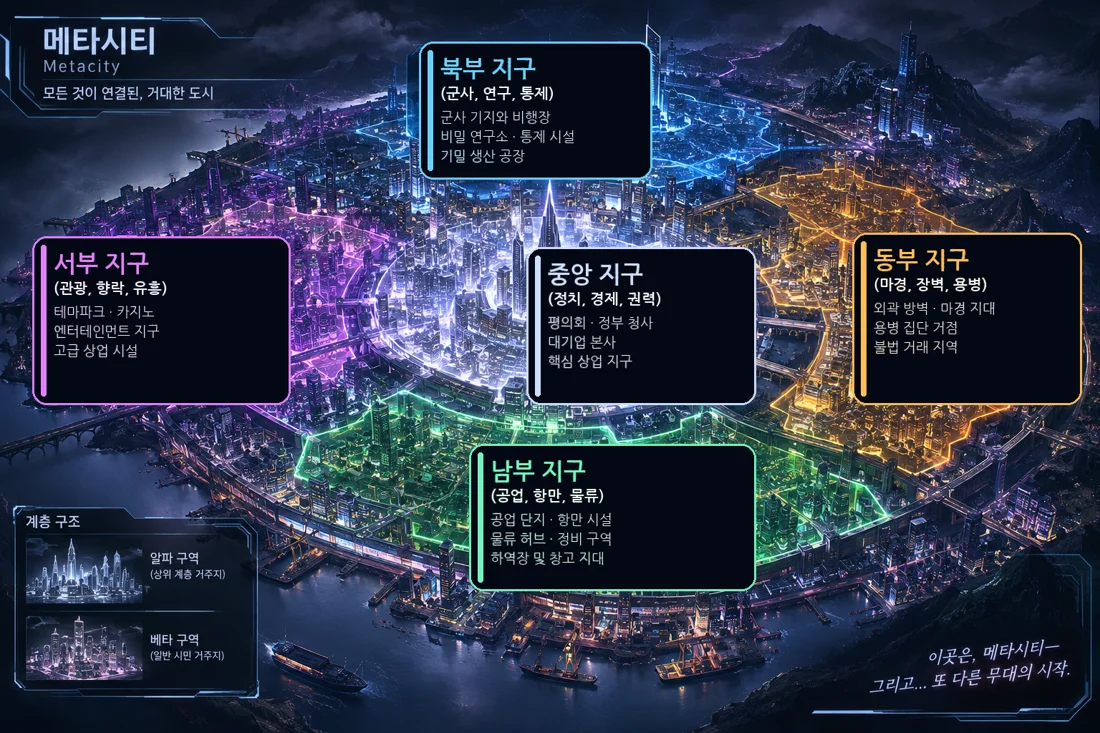 메타시티
Metacity
모든 것이 연결된, 거대한 도시
북부 지구
(군사, 연구, 통제)
군사 기지와 비행장
비밀 연구소 · 통제 시설
기밀 생산 공장
서부 지구
(관광, 향락, 유흥)
테마파크 · 카지노
엔터테인먼트 지구
고급 상업 시설
중앙 지구
(정치, 경제, 권력)
평의회 · 정부 청사
대기업 본사
핵심 상업 지구
동부 지구
(마경, 장벽, 용병)
외곽 방벽 · 마경 지대
용병 집단 거점
불법 거래 지역
남부 지구
(공업, 항만, 물류)
공업 단지 · 항만 시설
물류 허브 · 정비 구역
하역장 및 창고 지대
계층 구조
알파 구역
(상위 계층 거주지)
베타 구역
(일반 시민 거주지)
이곳은, 메타시티—
그리고... 또 다른 무대의 시작.